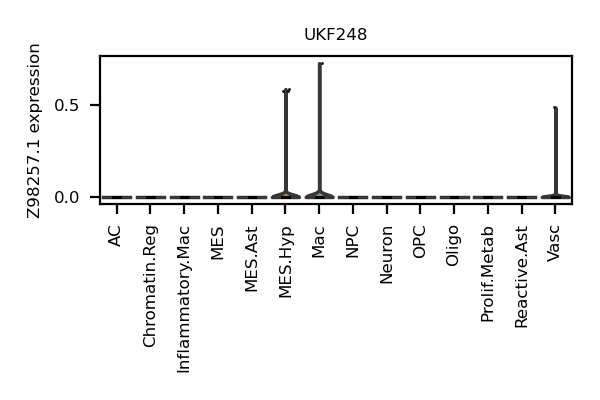 UKF248
Z98257.1 expression
0.5
0.0
AC
Chromatin.Reg
Inflammatory.Mac
MES
MES.Ast
MES.Hyp
Mac
NPC
Neuron
OPC
Oligo
Prolif.Metab
Reactive.Ast
Vasc